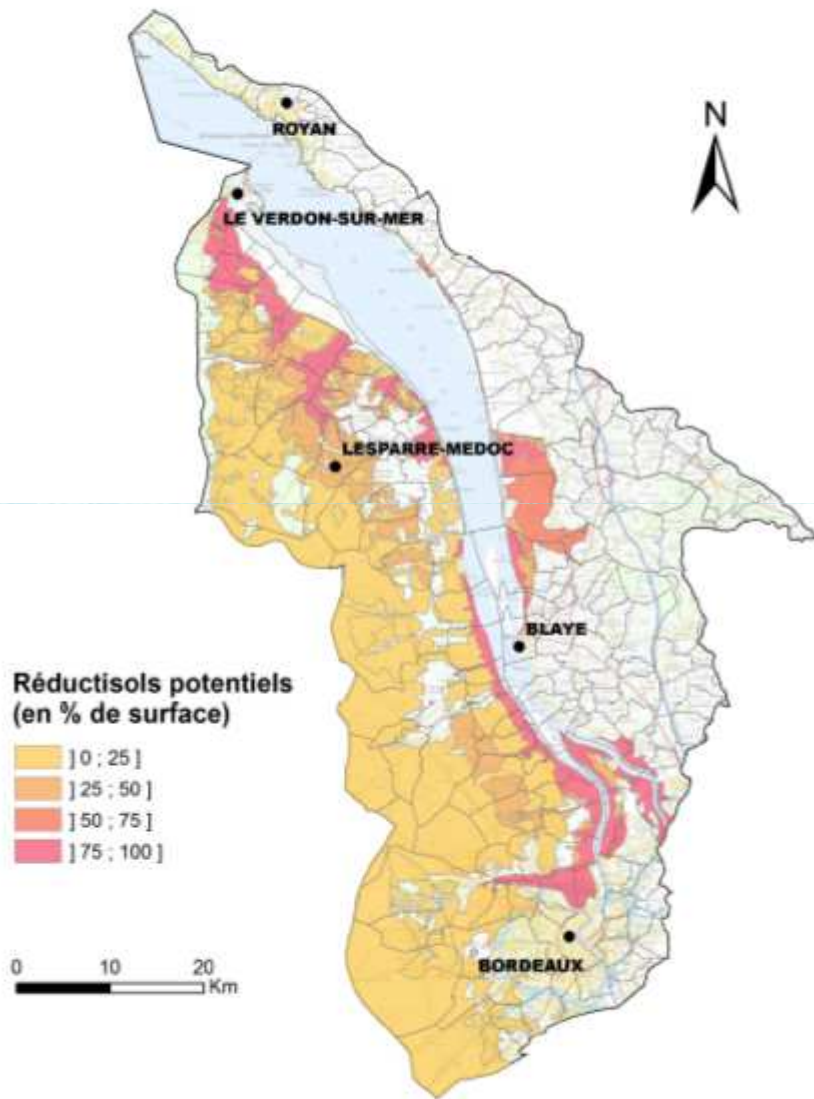 N
ROYAN
LE VERDON-SUR-MER
LESPARRE-MEDOC
BLAYE
Réductisols potentiels
(en % de surface)
] 0 ; 25 ]
] 25 ; 50 ]
] 50 ; 75 ]
] 75 ; 100 ]
0 10 20
Km
BORDEAUX